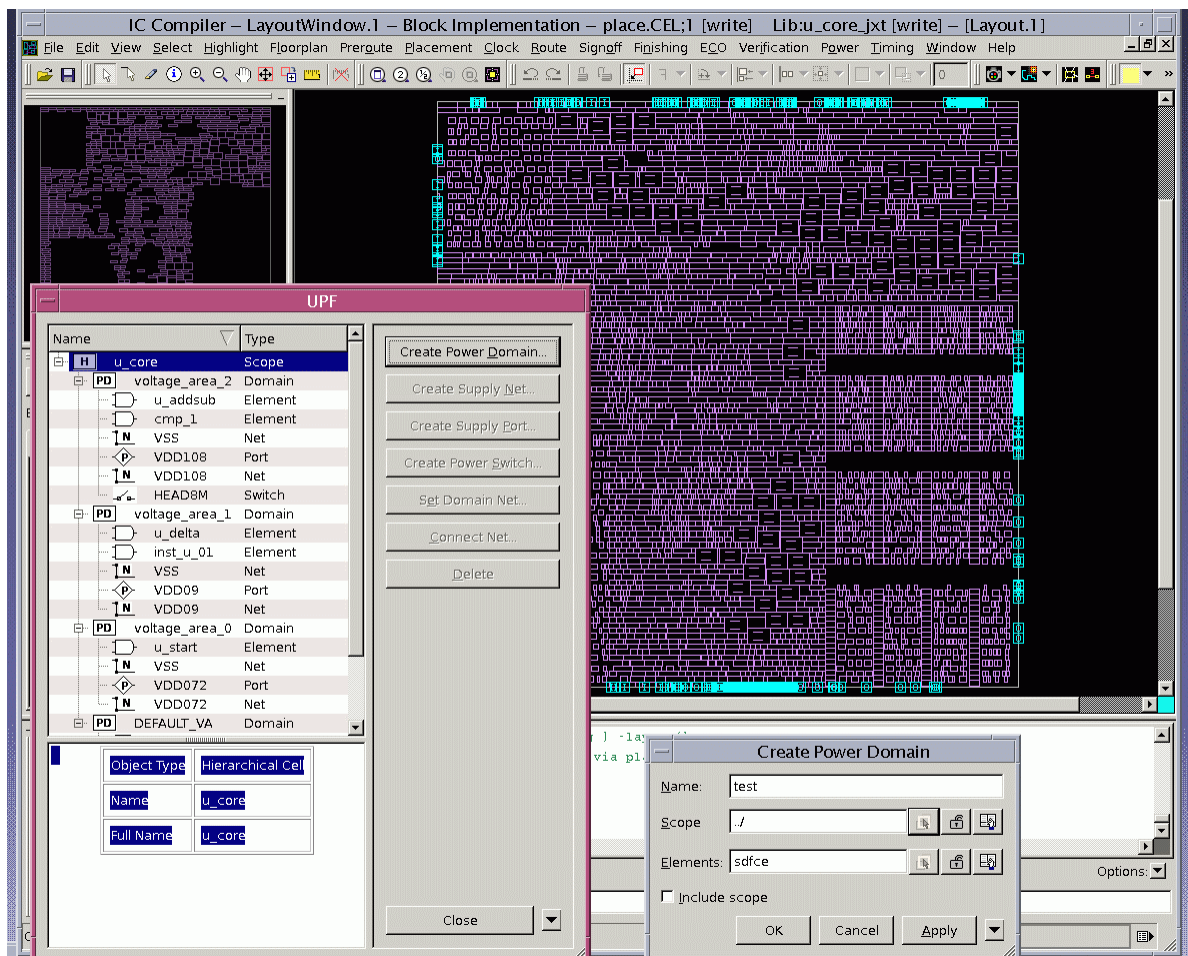 IC Compiler – LayoutWindow.1 – Block Implementation – place.CEL;1 [write] Lib:u_core_jxt [write] – [Layout.1]
File Edit View Select Highlight Floorplan Preroute Placement Clock Route Signoff Finishing ECO Verification Power Timing Window Help
0
UPF
Name Type
H u_core Scope
PD voltage_area_2 Domain
u_addsub Element
cmp_1 Element
N VSS Net
P VDD108 Port
N VDD108 Net
HEAD8M Switch
PD voltage_area_1 Domain
u_delta Element
inst_u_01 Element
N VSS Net
P VDD09 Port
N VDD09 Net
PD voltage_area_0 Domain
u_start Element
N VSS Net
P VDD072 Port
N VDD072 Net
PD DEFAULT_VA Domain
Create Power Domain...
Create Supply Net...
Create Supply Port...
Create Power Switch...
Set Domain Net...
Connect Net...
Delete
Close
Object Type Hierarchical Cell
Name u_core
Full Name u_core
via
Options:
Create Power Domain
Name: test
Scope ../
Elements: sdfce
Include scope
OK Cancel Apply